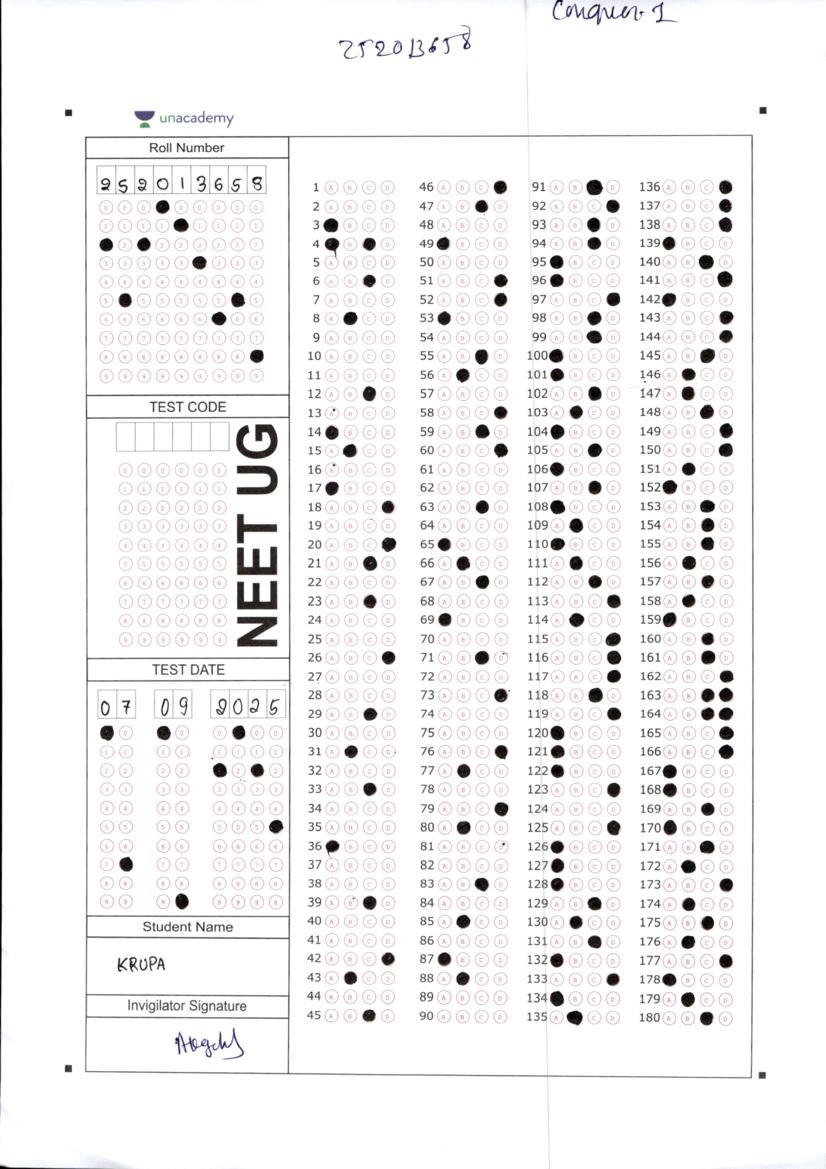 Conquer-1
252013658
unacademy
Roll Number
2 5 2 0 1 3 6 5 8
TEST CODE
NEET UG
TEST DATE
07 09 2025
Student Name
KRUPA
Invigilator Signature
1 A B C D
2 A B C D
3 B C D
4 B D
5 A B C D
6 A B D
7 A B C D
8 A C D
9 A B C D
10 A B C D
11 A B C D
12 A B D
13 A B C D
14 B C D
15 A C D
16 A B C D
17 B C D
18 A B C
19 A B C D
20 A B C
21 A B D
22 A B C D
23 A B D
24 A B C D
25 A B C D
26 A B C
27 A B C D
28 A B C D
29 A B D
30 A B C D
31 A C D
32 A B C D
33 A B D
34 A B C D
35 A B C D
36 B C D
37 A B C D
38 A B C D
39 A B D
40 A B C D
41 A B C D
42 A B C
43 A C D
44 A B C D
45 A B D
46 A B C
47 A B D
48 A B C D
49 B C D
50 A B C D
51 A B C
52 A B C
53 B C D
54 A B C D
55 A B D
56 A C D
57 A B C D
58 A B C
59 A B D
60 A B C
61 A B C D
62 A B C D
63 A B D
64 A B C D
65 B C D
66 A C D
67 A B D
68 A B C D
69 B C D
70 A B C D
71 A B D
72 A B C D
73 A B C
74 A B C D
75 A B C D
76 A B C
77 A C D
78 A B C D
79 A B C
80 A C D
81 A B C D
82 A B C D
83 A B D
84 A B C D
85 A C D
86 A B C D
87 B C D
88 A C D
89 A B C D
90 A B C D
91 A B D
92 A B C
93 A B D
94 A B D
95 B C D
96 B C D
97 A B C
98 A B D
99 A B D
100 B C D
101 B C D
102 A B D
103 A C D
104 B C D
105 A B D
106 B C D
107 A B D
108 B C D
109 A C D
110 B C D
111 A C D
112 A B D
113 A B C
114 A C D
115 A B C
116 A B C
117 A B C
118 A B D
119 A B C
120 B C D
121 B C D
122 B C D
123 A B C
124 A B C D
125 A B C
126 B C D
127 B C D
128 B C D
129 A B D
130 A C D
131 A B D
132 B C D
133 A B C
134 B C D
135 A C D
136 A B C
137 A B C
138 A B C
139 B C D
140 A B D
141 A B C
142 B C D
143 A B C
144 A B C
145 A B D
146 A C D
147 A C D
148 A B D
149 A B C
150 A B C
151 A C D
152 B C D
153 A B D
154 A B D
155 A B D
156 A C D
157 A B D
158 A C D
159 B C D
160 A B D
161 A B D
162 A B C
163 A B
164 A B
165 A B C
166 A B C
167 B C D
168 B C D
169 A B D
170 B C D
171 A B D
172 A C D
173 A B C
174 A C D
175 A B D
176 A C D
177 A B C
178 B C D
179 A C D
180 A B D